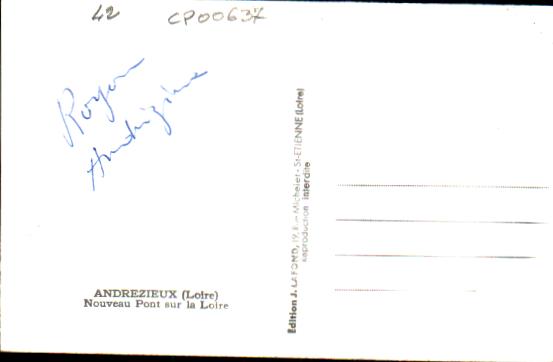 42 CP00637
Royan
ANDREZIEUX (Loire)
Nouveau Pont sur la Loire
Edition J. LAFOND, 19, R. Michelet - St-ETIENNE (Loire)
Reproduction interdite